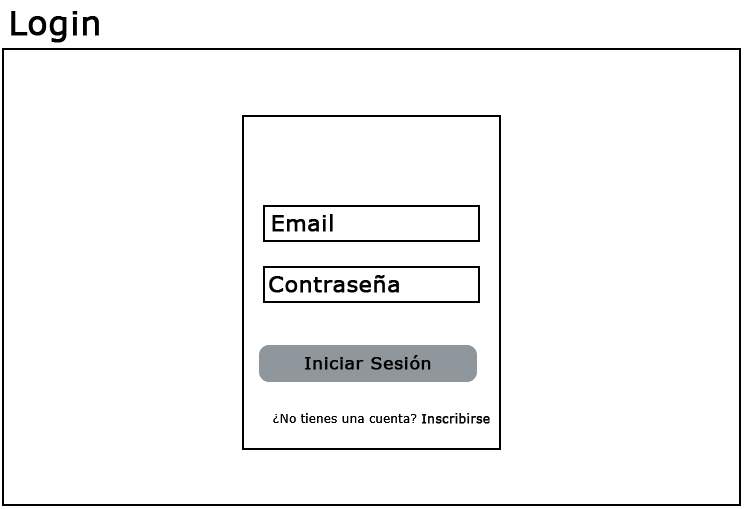 Login
Email
Contraseña
Iniciar Sesión
¿No tienes una cuenta? Inscribirse